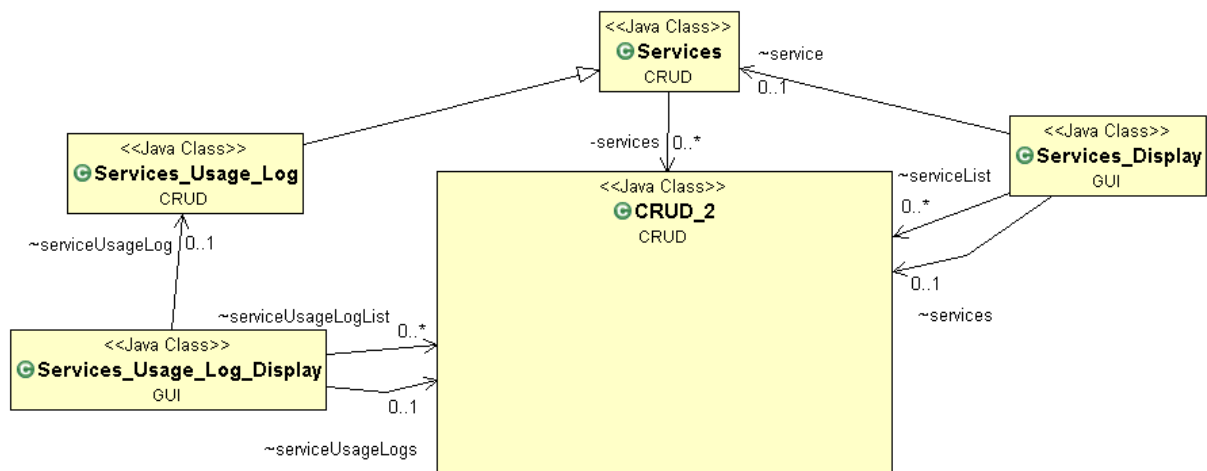 <<Java Class>>
Services
CRUD
~service
0..1
<<Java Class>>
Services_Usage_Log
CRUD
-services
0..*
<<Java Class>>
Services_Display
GUI
~serviceList
0..*
<<Java Class>>
CRUD_2
CRUD
~serviceUsageLog
0..1
0..1
~services
~serviceUsageLogList
0..*
<<Java Class>>
Services_Usage_Log_Display
GUI
0..1
~serviceUsageLogs